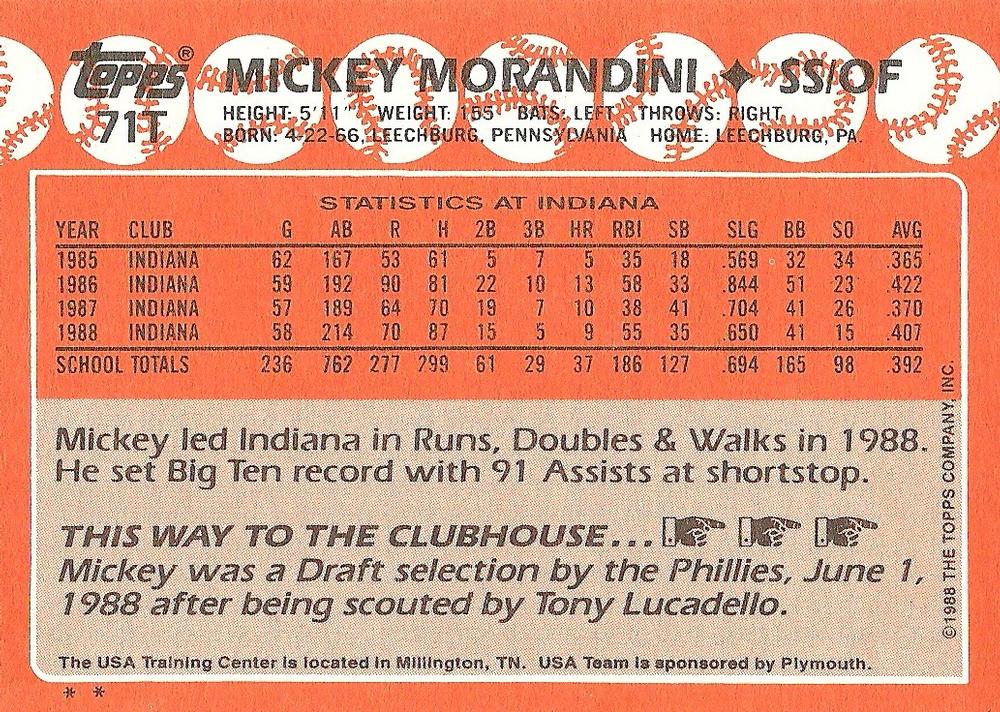 topps®
71T
MICKEY MORANDINI ✦ SS/OF
HEIGHT: 5'11" WEIGHT: 155 BATS: LEFT THROWS: RIGHT
BORN: 4-22-66, LEECHBURG, PENNSYLVANIA HOME: LEECHBURG, PA.
STATISTICS AT INDIANA
YEAR CLUB G AB R H 2B 3B HR RBI SB SLG BB SO AVG
1985 INDIANA 62 167 53 61 5 7 5 35 18 .569 32 34 .365
1986 INDIANA 59 192 90 81 22 10 13 58 33 .844 51 23 .422
1987 INDIANA 57 189 64 70 19 7 10 38 41 .704 41 26 .370
1988 INDIANA 58 214 70 87 15 5 9 55 35 .650 41 15 .407
SCHOOL TOTALS 236 762 277 299 61 29 37 186 127 .694 165 98 .392
Mickey led Indiana in Runs, Doubles & Walks in 1988.
He set Big Ten record with 91 Assists at shortstop.
THIS WAY TO THE CLUBHOUSE...
Mickey was a Draft selection by the Phillies, June 1,
1988 after being scouted by Tony Lucadello.
The USA Training Center is located in Millington, TN. USA Team is sponsored by Plymouth.
* *
©1988 THE TOPPS COMPANY, INC.